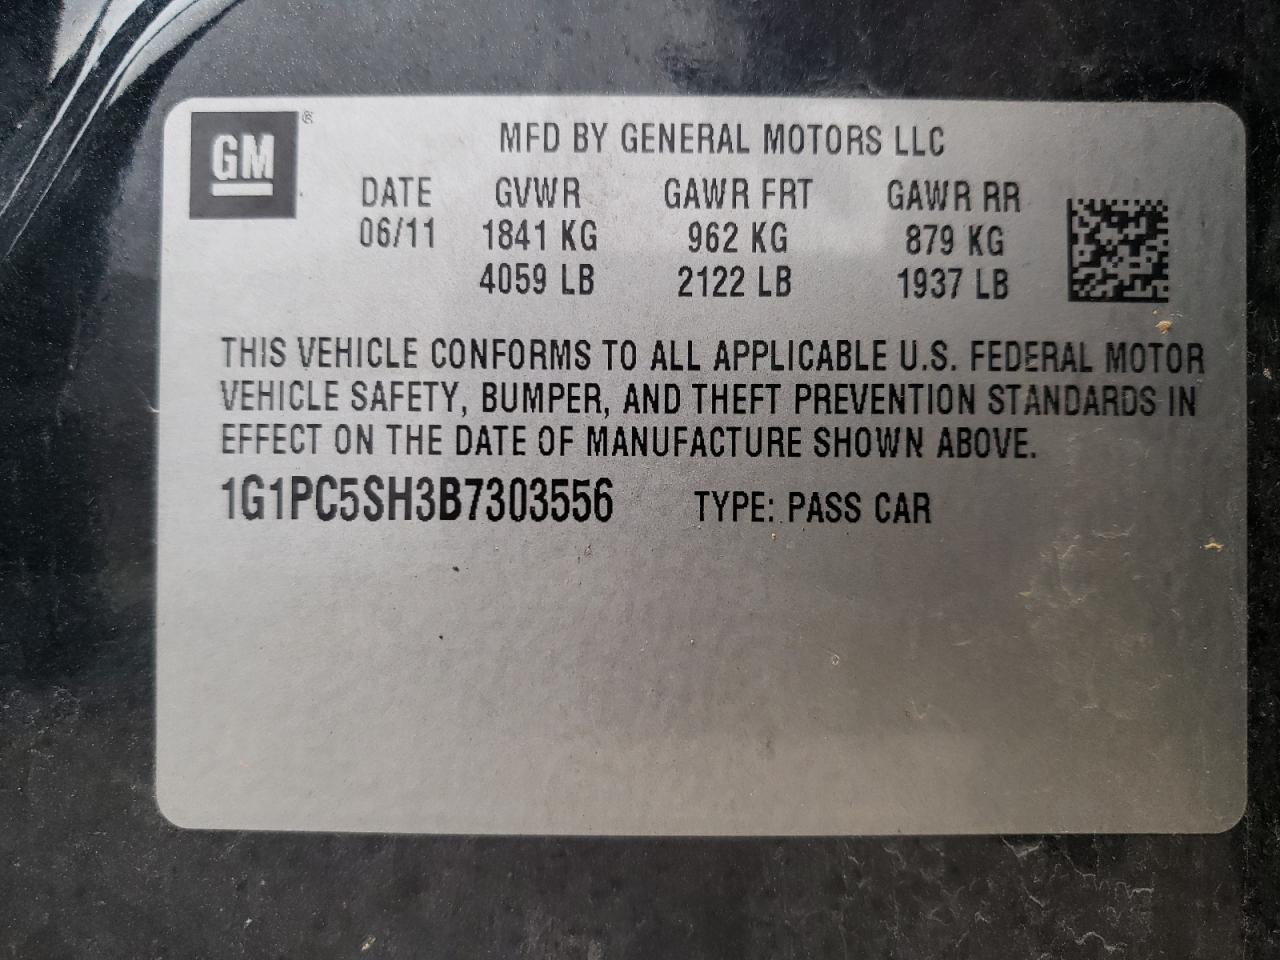 GM®
MFD BY GENERAL MOTORS LLC
DATE GVWR GAWR FRT GAWR RR
06/11 1841 KG 962 KG 879 KG
4059 LB 2122 LB 1937 LB
THIS VEHICLE CONFORMS TO ALL APPLICABLE U.S. FEDERAL MOTOR
VEHICLE SAFETY, BUMPER, AND THEFT PREVENTION STANDARDS IN
EFFECT ON THE DATE OF MANUFACTURE SHOWN ABOVE.
1G1PC5SH3B7303556 TYPE: PASS CAR